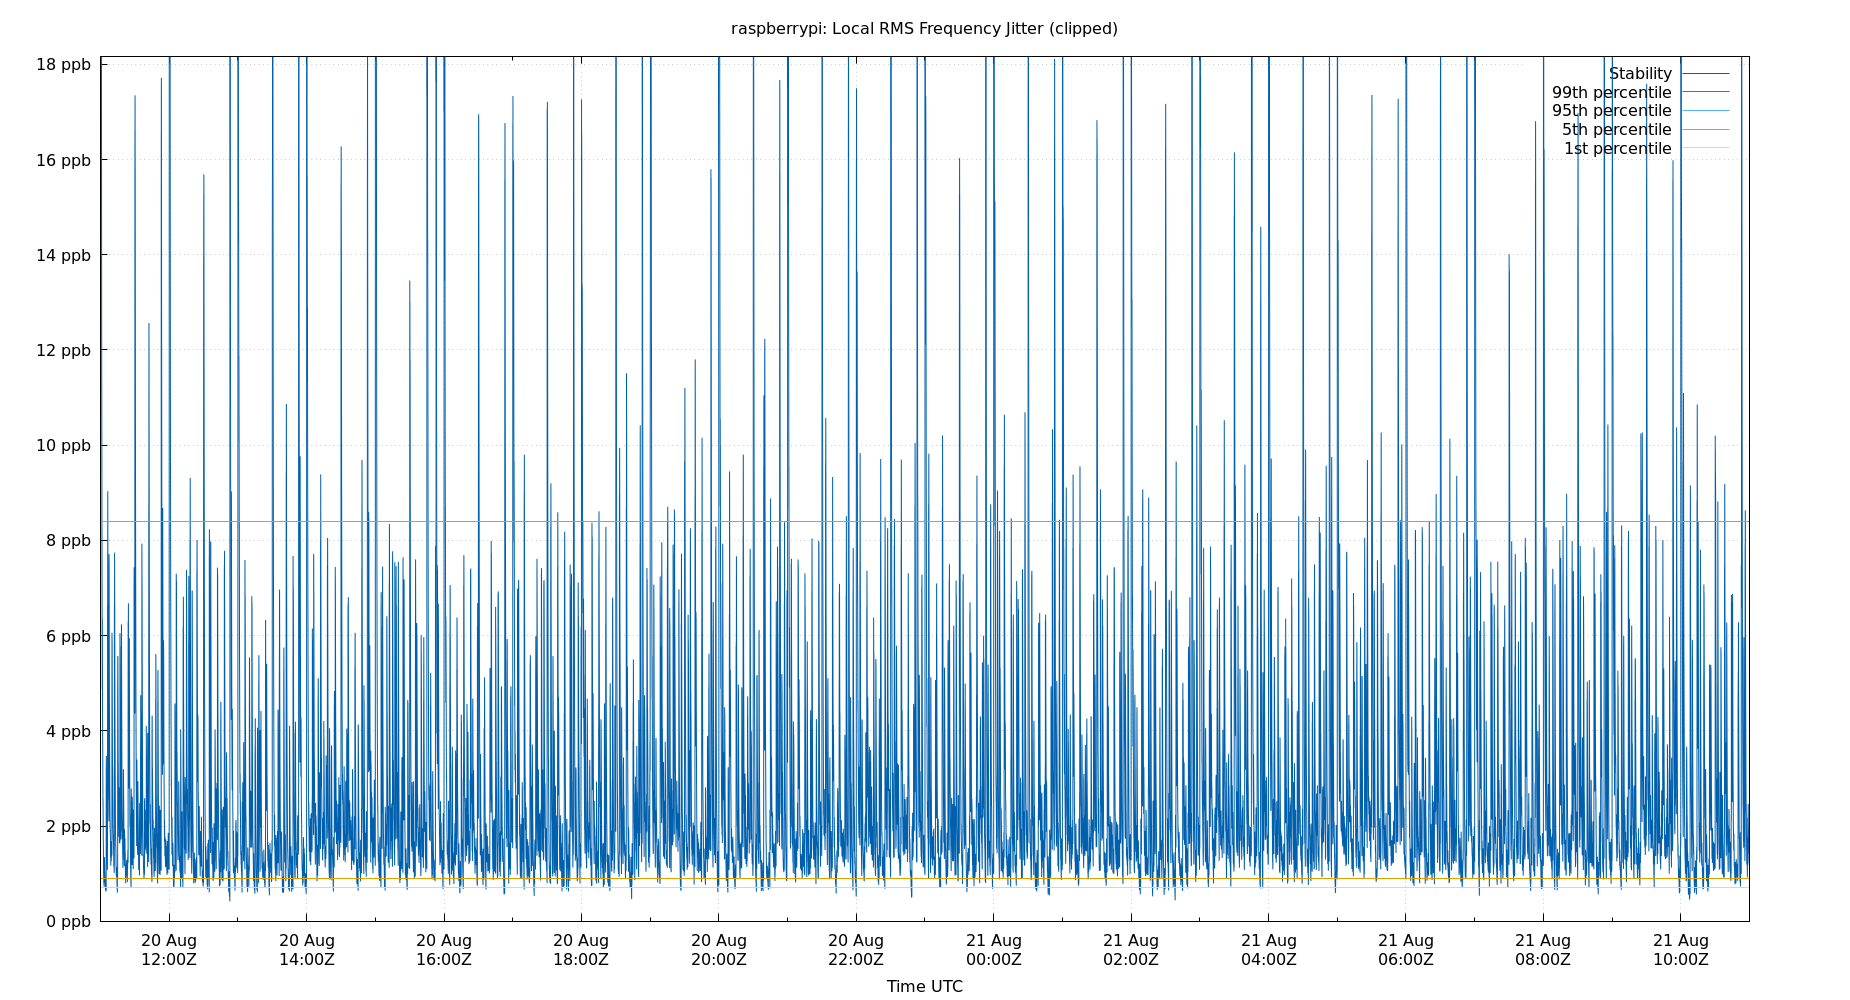 raspberrypi: Local RMS Frequency Jitter (clipped)
18 ppb
16 ppb
14 ppb
12 ppb
10 ppb
8 ppb
6 ppb
4 ppb
2 ppb
0 ppb
Stability
99th percentile
95th percentile
5th percentile
1st percentile
20 Aug 20 Aug 20 Aug 20 Aug 20 Aug 20 Aug 21 Aug 21 Aug 21 Aug 21 Aug 21 Aug 21 Aug
12:00Z 14:00Z 16:00Z 18:00Z 20:00Z 22:00Z 00:00Z 02:00Z 04:00Z 06:00Z 08:00Z 10:00Z
Time UTC